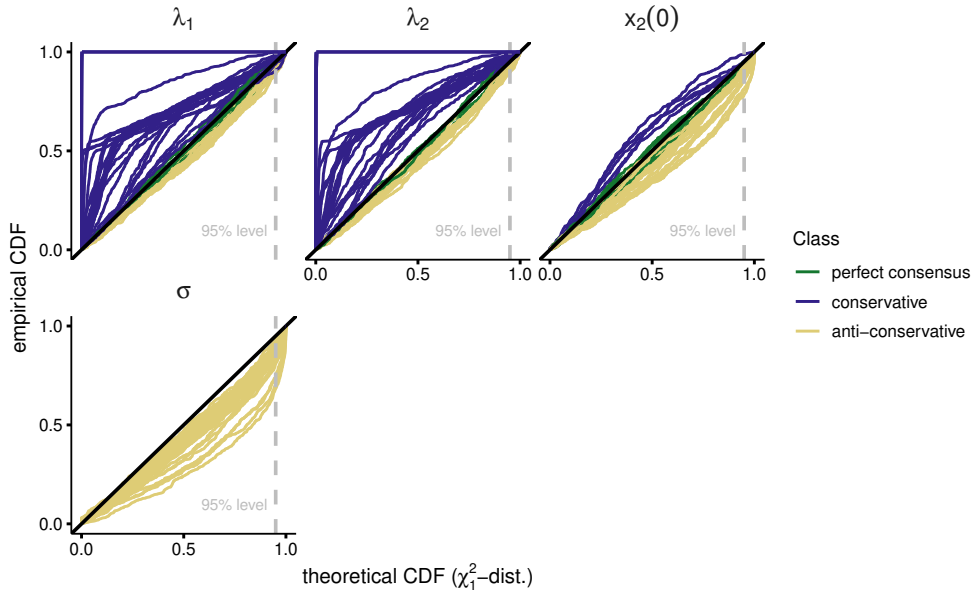 λ1
λ2
x2(0)
1.0
0.5
0.0
95% level
0.0 0.5 1.0
95% level
0.0 0.5 1.0
95% level
Class
perfect consensus
conservative
anti−conservative
empirical CDF
σ
1.0
0.5
0.0
95% level
0.0 0.5 1.0
theoretical CDF (χ²₁−dist.)